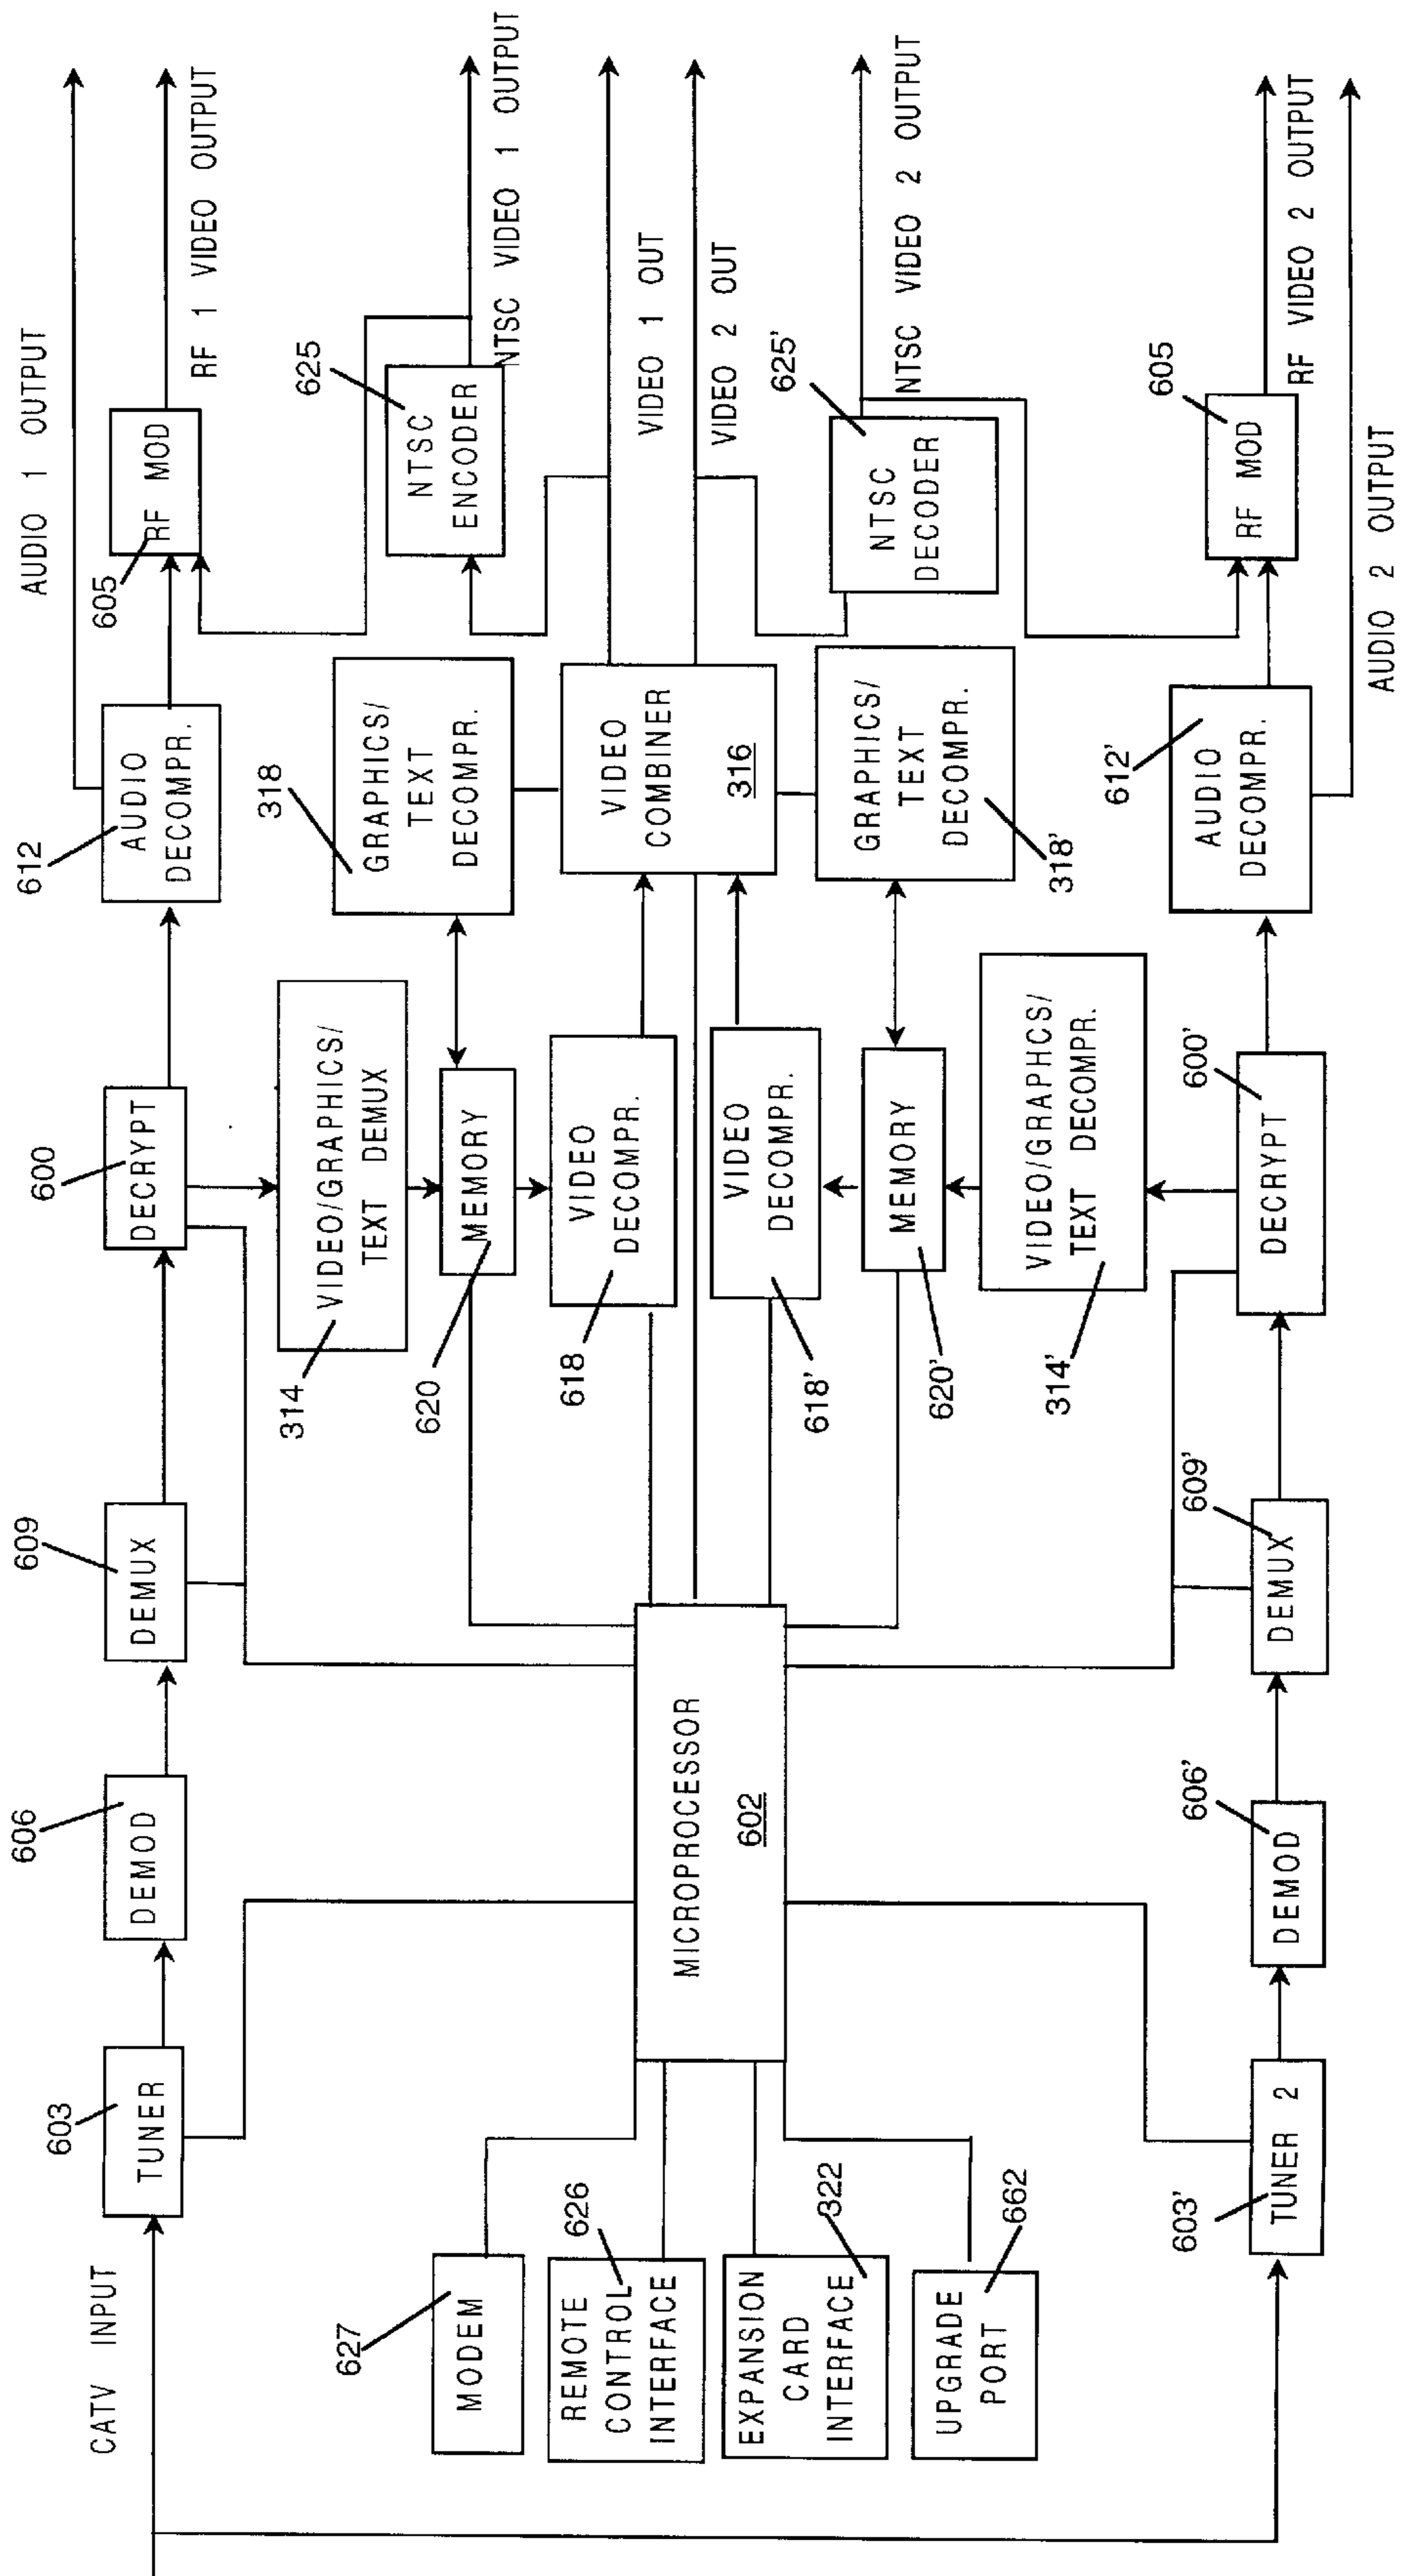 CATV INPUT
603
TUNER
606
DEMOD
609
DEMUX
600
DECRYPT
612
AUDIO
DECOMPR.
605
RF MOD
AUDIO 1 OUTPUT
RF 1 VIDEO OUTPUT
314
VIDEO/GRAPHICS/
TEXT DEMUX
318
GRAPHICS/
TEXT
DECOMPR.
625
NTSC
ENCODER
NTSC VIDEO 1 OUTPUT
627
MODEM
620
MEMORY
626
REMOTE
CONTROL
INTERFACE
618
VIDEO
DECOMPR.
VIDEO
COMBINER
316
VIDEO 1 OUT
VIDEO 2 OUT
MICROPROCESSOR
602
322
EXPANSION
CARD
INTERFACE
618'
VIDEO
DECOMPR.
662
UPGRADE
PORT
620'
MEMORY
318'
GRAPHICS/
TEXT
DECOMPR.
625'
NTSC
DECODER
NTSC VIDEO 2 OUTPUT
314'
VIDEO/GRAPHCS/
TEXT DECOMPR.
603'
TUNER 2
606'
DEMOD
609'
DEMUX
600'
DECRYPT
612'
AUDIO
DECOMPR.
605
RF MOD
RF VIDEO 2 OUTPUT
AUDIO 2 OUTPUT